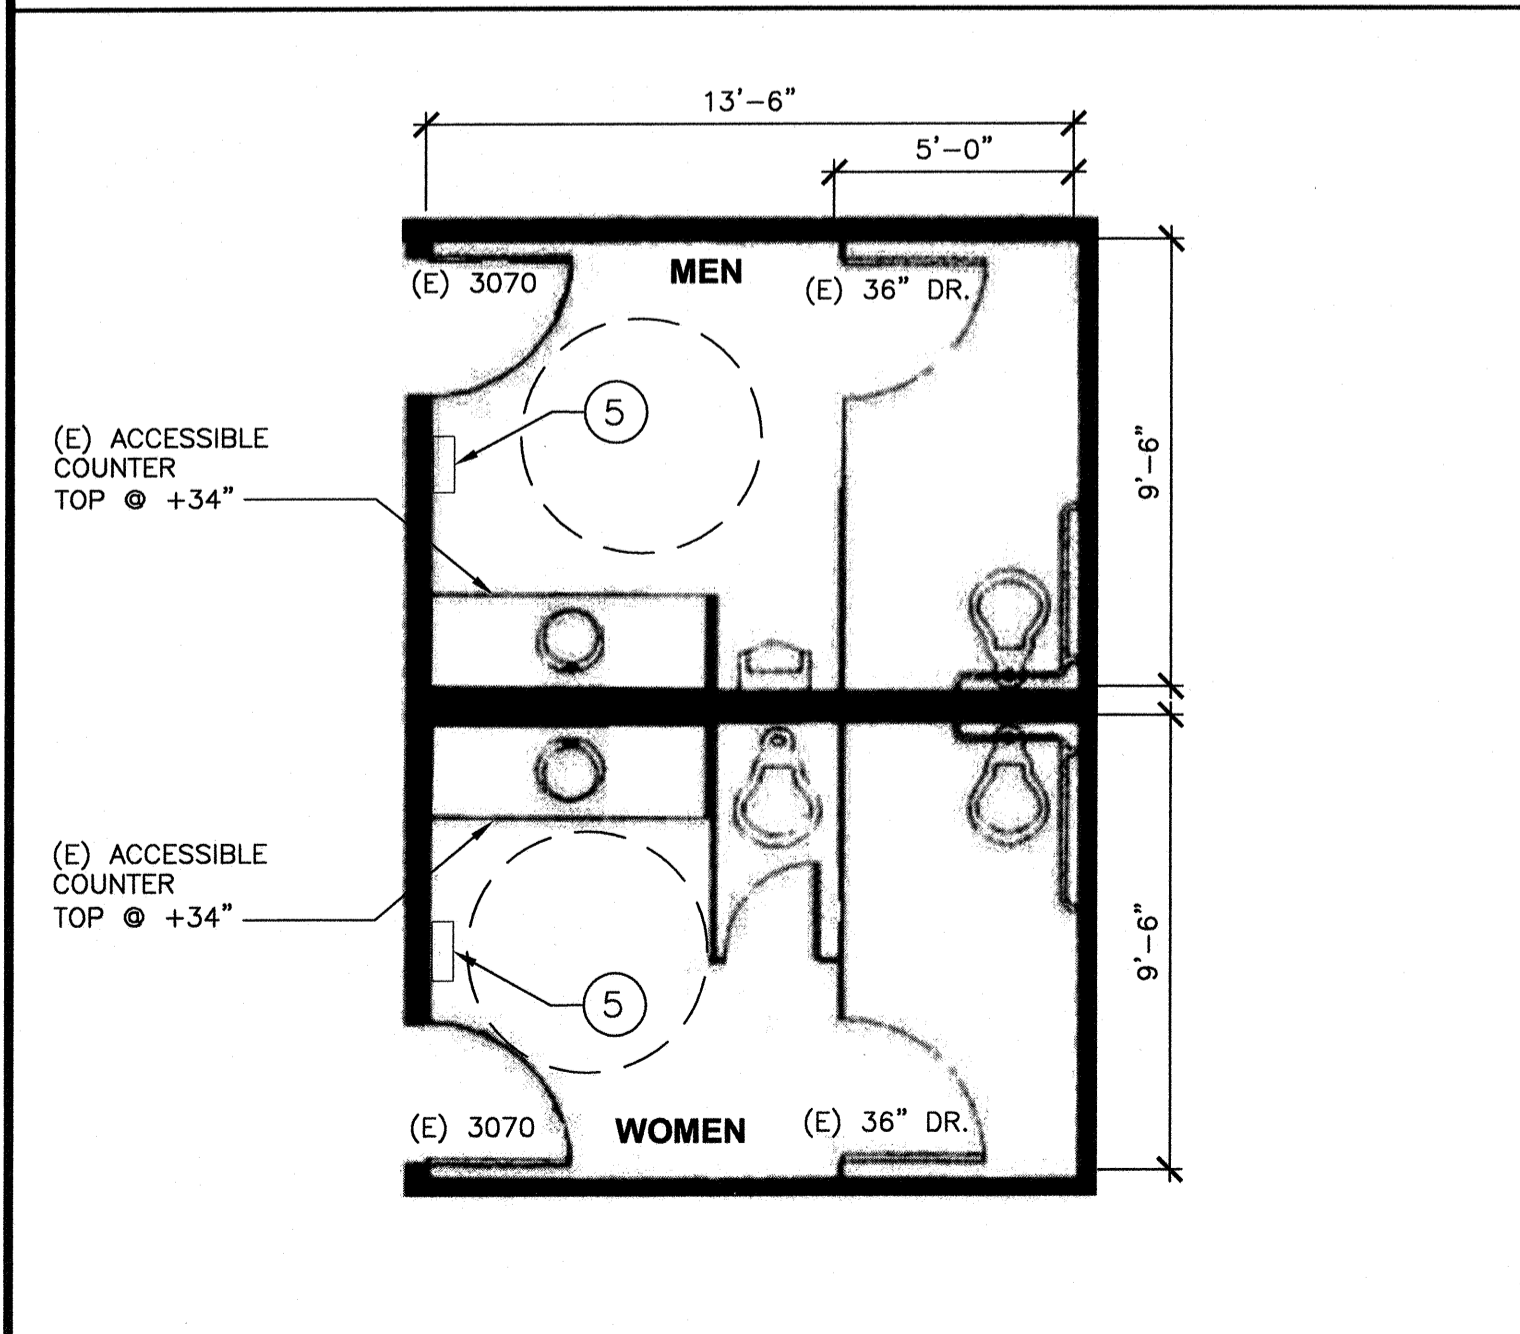 13'-6"
5'-0"
MEN
(E) 3070
(E) 36" DR.
5
(E) ACCESSIBLE
COUNTER
TOP @ +34"
9'-6"
(E) ACCESSIBLE
COUNTER
TOP @ +34"
9'-6"
5
(E) 3070
WOMEN
(E) 36" DR.